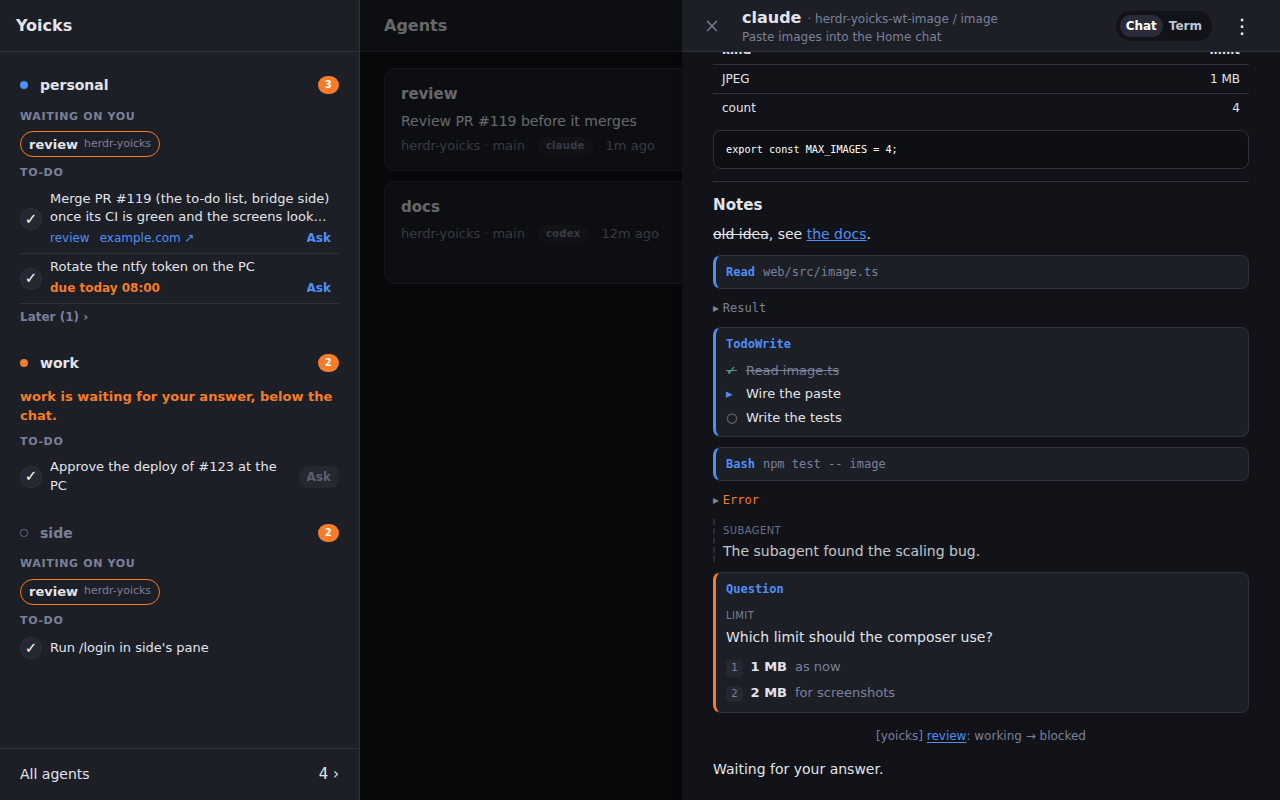 Yoicks
personal
3
WAITING ON YOU
review herdr-yoicks
TO-DO
✓ Merge PR #119 (the to-do list, bridge side)
once its CI is green and the screens look…
review example.com ↗ Ask
✓ Rotate the ntfy token on the PC
due today 08:00 Ask
Later (1) ›
work
2
work is waiting for your answer, below the
chat.
TO-DO
✓ Approve the deploy of #123 at the
PC
Ask
side
2
WAITING ON YOU
review herdr-yoicks
TO-DO
✓ Run /login in side's pane
All agents 4 ›
Agents
review
Review PR #119 before it merges
herdr-yoicks · main claude 1m ago
docs
herdr-yoicks · main codex 12m ago
claude · herdr-yoicks-wt-image / image
Paste images into the Home chat
Chat Term
JPEG 1 MB
count 4
export const MAX_IMAGES = 4;
Notes
old idea, see the docs.
Read web/src/image.ts
▸ Result
TodoWrite
✓ Read image.ts
▸ Wire the paste
○ Write the tests
Bash npm test -- image
▸ Error
SUBAGENT
The subagent found the scaling bug.
Question
LIMIT
Which limit should the composer use?
1 1 MB as now
2 2 MB for screenshots
[yoicks] review: working → blocked
Waiting for your answer.